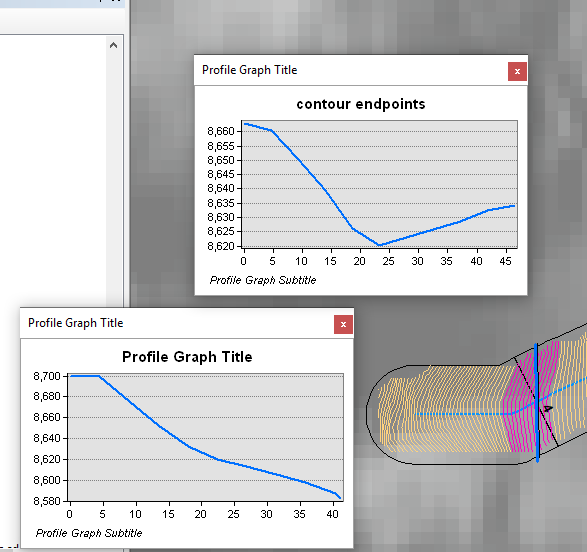 Profile Graph Title
x
contour endpoints
8,660
8,655
8,650
8,645
8,640
8,635
8,630
8,625
8,620
0 5 10 15 20 25 30 35 40 45
Profile Graph Subtitle
Profile Graph Title
x
Profile Graph Title
8,700
8,680
8,660
8,640
8,620
8,600
8,580
0 5 10 15 20 25 30 35 40
Profile Graph Subtitle